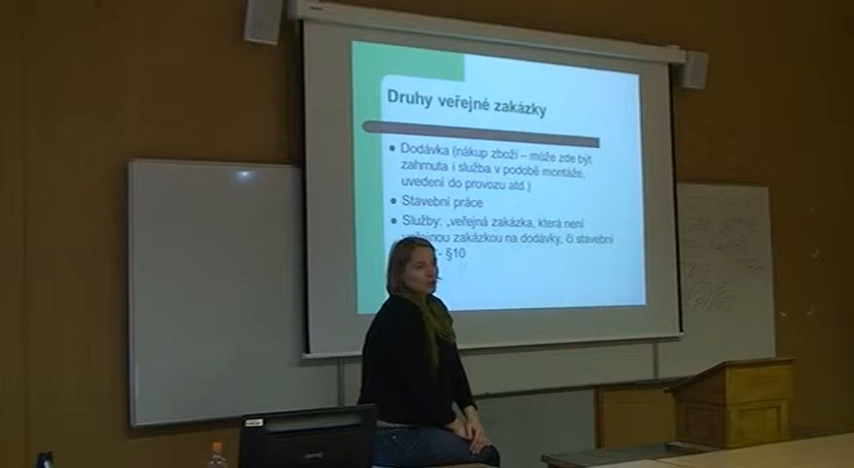 Druhy veřejné zakázky
Dodávka (nákup zboží – může zde být
zahrnuta i služba v podobě montáže,
uvedení do provozu atd.)
Stavební práce
Služby: „veřejná zakázka, která není
veřejnou zakázkou na dodávky, či stavební
- §10